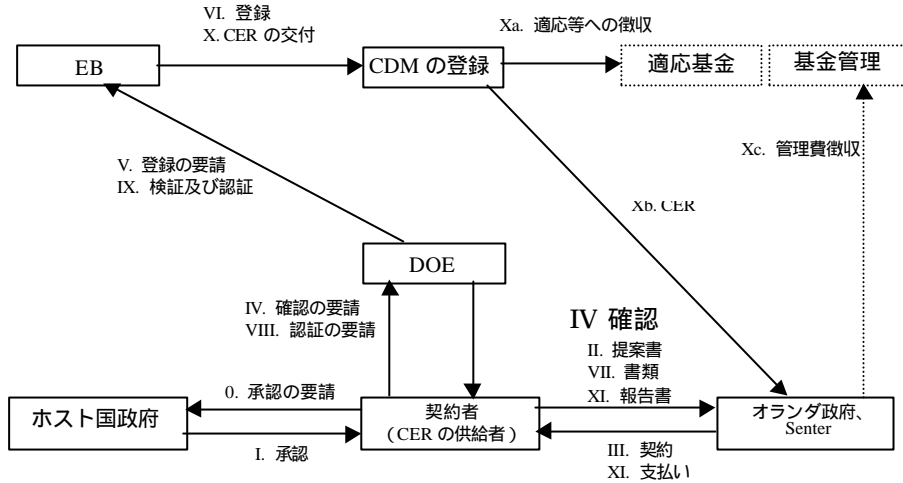 VI. 登録
X. CER の交付
Xa. 適応等への徴収
EB
CDM の登録
適応基金
基金管理
V. 登録の要請
IX. 検証及び認証
Xc. 管理費徴収
Xb. CER
DOE
IV. 確認の要請
VIII. 認証の要請
IV 確認
II. 提案書
VII. 書類
XI. 報告書
0. 承認の要請
ホスト国政府
契約者
（CER の供給者）
オランダ政府、
Senter
I. 承認
III. 契約
XI. 支払い